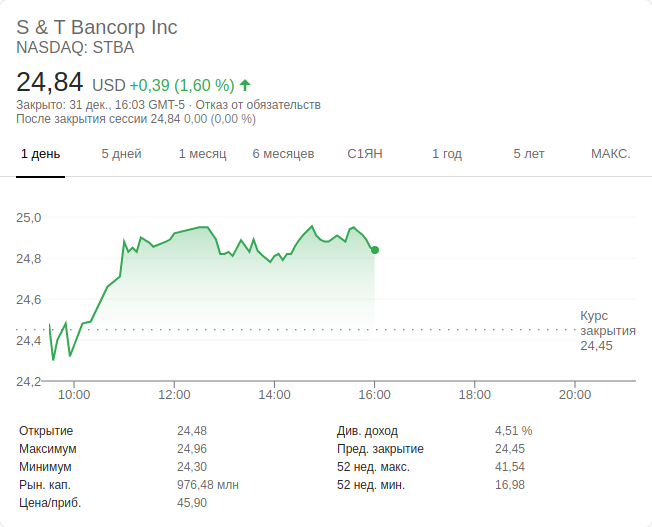 S & T Bancorp Inc
NASDAQ: STBA
24,84 USD +0,39 (1,60 %)
Закрыто: 31 дек., 16:03 GMT-5 · Отказ от обязательств
После закрытия сессии 24,84 0,00 (0,00 %)
1 день 5 дней 1 месяц 6 месяцев С1ЯН 1 год 5 лет МАКС.
25,0
24,8
24,6
24,4
24,2
Курс
закрытия
24,45
10:00 12:00 14:00 16:00 18:00 20:00
Открытие 24,48 Див. доход 4,51 %
Максимум 24,96 Пред. закрытие 24,45
Минимум 24,30 52 нед. макс. 41,54
Рын. кап. 976,48 млн 52 нед. мин. 16,98
Цена/приб. 45,90